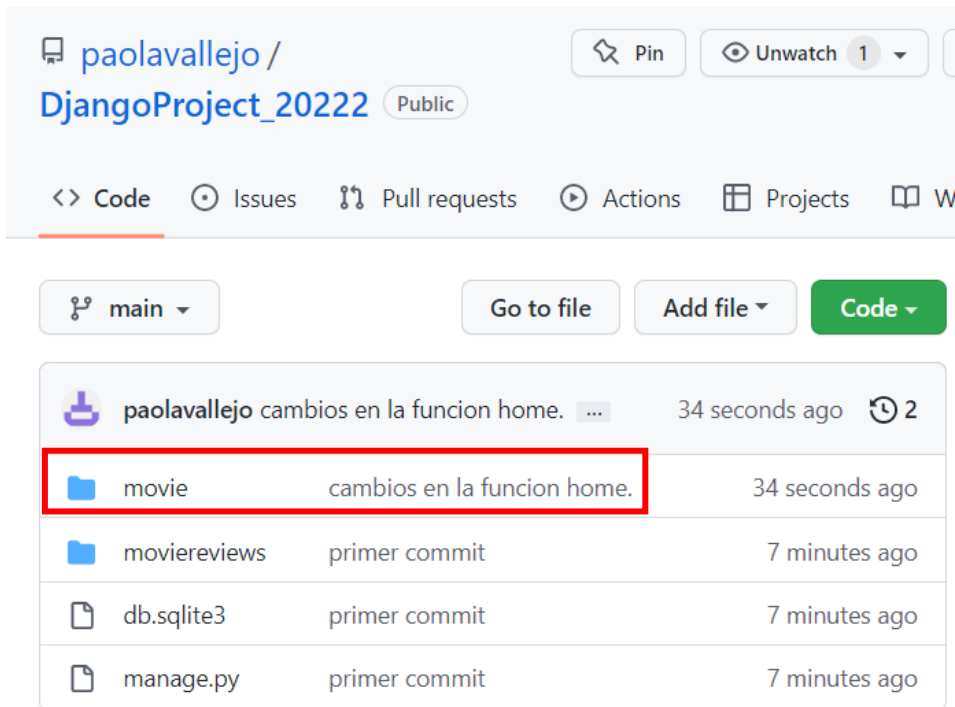 paolavallejo /
Pin
Unwatch 1
DjangoProject_20222 Public
<> Code Issues Pull requests Actions Projects W
main Go to file Add file Code
paolavallejo cambios en la funcion home. ... 34 seconds ago 2
movie cambios en la funcion home. 34 seconds ago
moviereviews primer commit 7 minutes ago
db.sqlite3 primer commit 7 minutes ago
manage.py primer commit 7 minutes ago